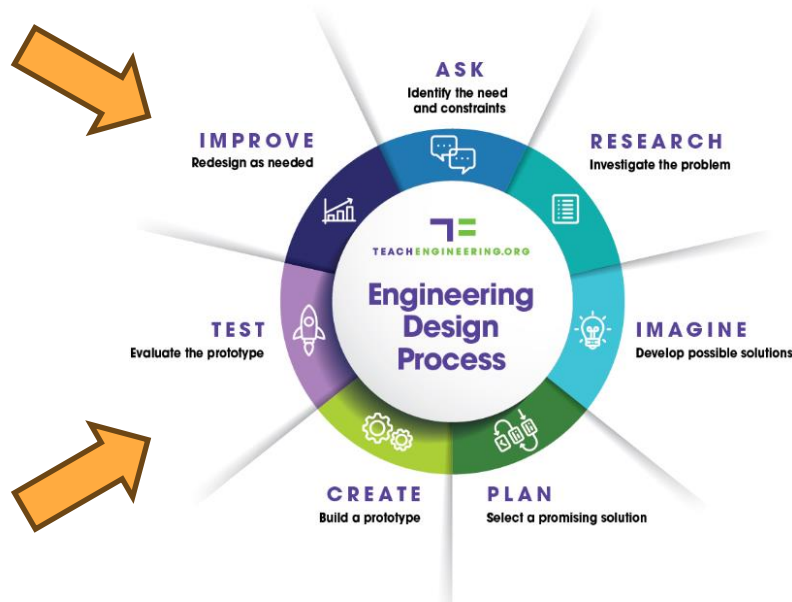 ASK
Identify the need
and constraints
RESEARCH
Investigate the problem
IMAGINE
Develop possible solutions
PLAN
Select a promising solution
CREATE
Build a prototype
TEST
Evaluate the prototype
IMPROVE
Redesign as needed
TEACHENGINEERING.ORG
Engineering
Design
Process